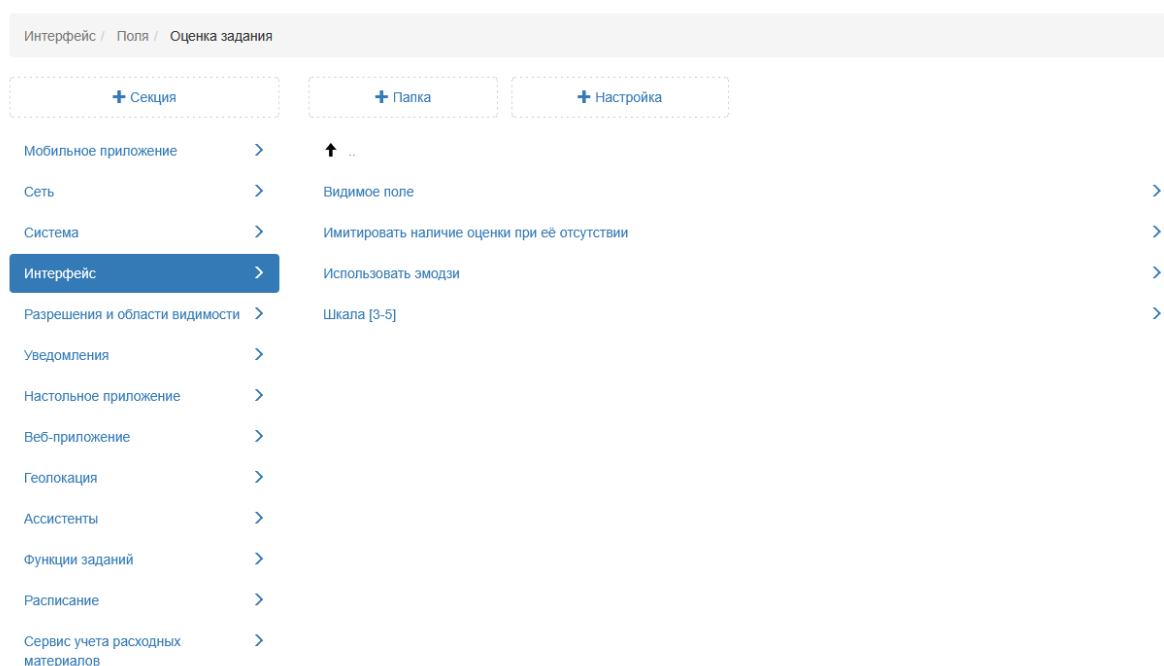 Интерфейс / Поля / Оценка задания
+ Секция
+ Папка
+ Настройка
Мобильное приложение
Сеть
Система
Интерфейс
Разрешения и области видимости
Уведомления
Настольное приложение
Веб-приложение
Геолокация
Ассистенты
Функции заданий
Расписание
Сервис учета расходных
материалов
..
Видимое поле
Имитировать наличие оценки при её отсутствии
Использовать эмодзи
Шкала [3-5]